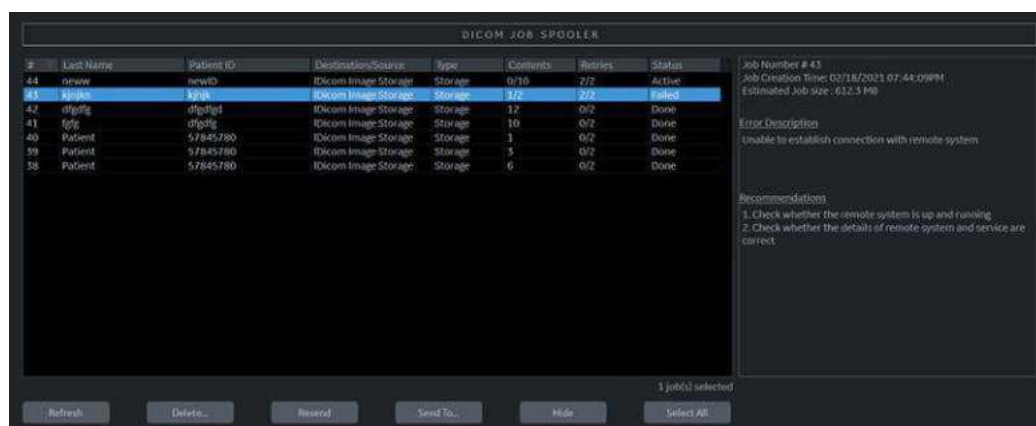 DICOM JOB SPOOLER
# Last Name Patient ID Destination/Source Type Contents Retries Status
44 neww newID IDicom Image Storage Storage 0/10 2/2 Active
43 kjnjkn kjhjk IDicom Image Storage Storage 1/2 2/2 Failed
42 dfgdfg dfgdfgd IDicom Image Storage Storage 12 0/2 Done
41 fgfg dfgdfg IDicom Image Storage Storage 10 0/2 Done
40 Patient 57845780 IDicom Image Storage Storage 1 0/2 Done
39 Patient 57845780 IDicom Image Storage Storage 3 0/2 Done
38 Patient 57845780 IDicom Image Storage Storage 6 0/2 Done
Job Number # 43
Job Creation Time: 02/18/2021 07:44:09PM
Estimated Job size : 612.3 MB
Error Description
Unable to establish connection with remote system
Recommendations
1. Check whether the remote system is up and running
2. Check whether the details of remote system and service are
correct
1 job(s) selected
Refresh Delete... Resend Send To... Hide Select All